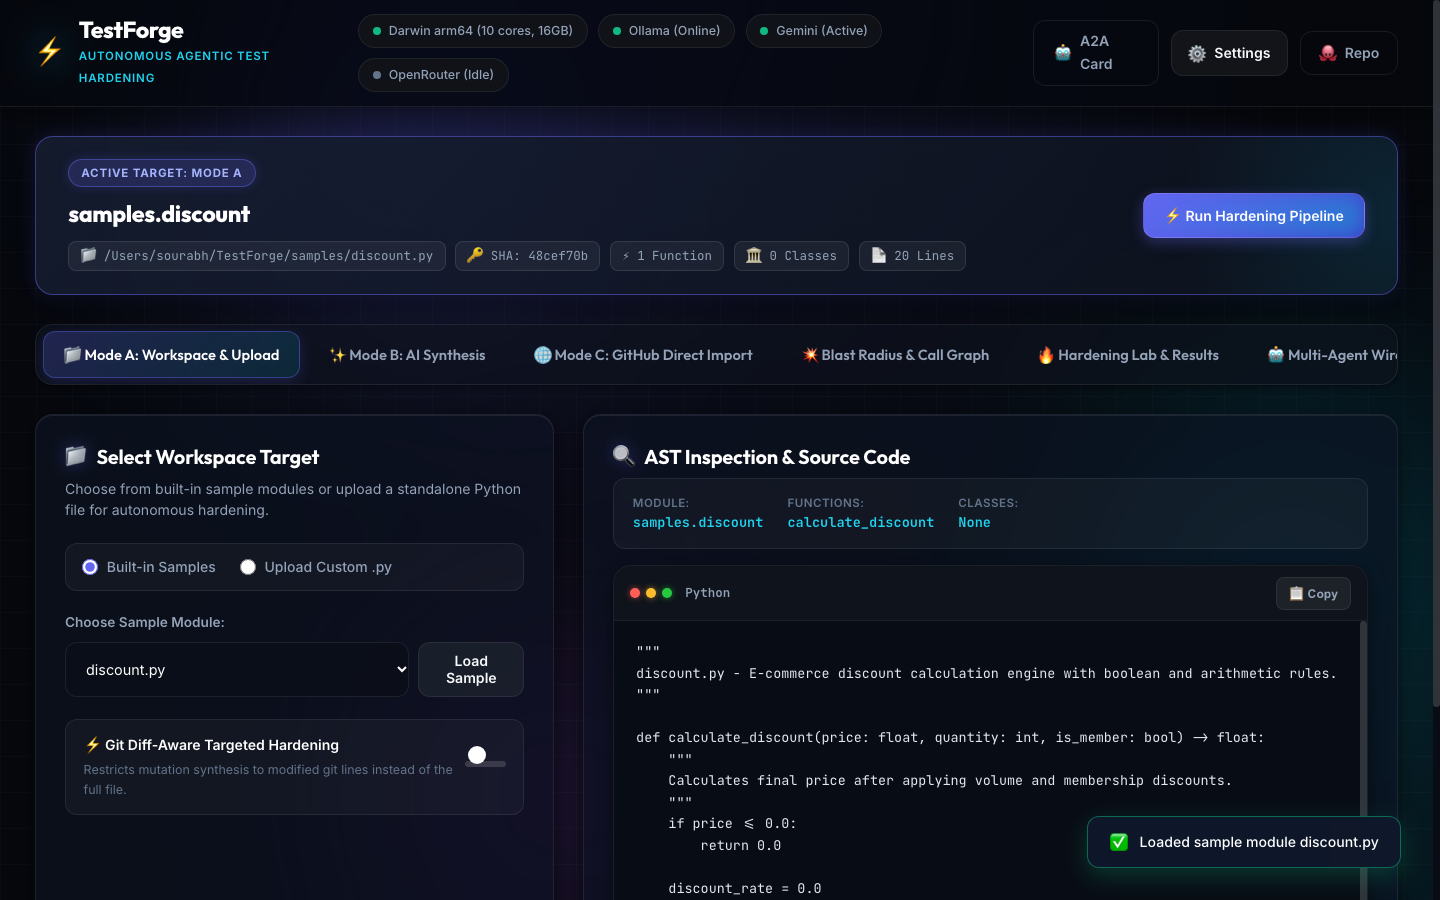 TestForge
AUTONOMOUS AGENTIC TEST
HARDENING
Darwin arm64 (10 cores, 16GB)
Ollama (Online)
Gemini (Active)
OpenRouter (Idle)
A2A
Card
Settings
Repo
ACTIVE TARGET: MODE A
samples.discount
/Users/sourabh/TestForge/samples/discount.py
SHA: 48cef70b
⚡ 1 Function
0 Classes
20 Lines
⚡ Run Hardening Pipeline
Mode A: Workspace & Upload
Mode B: AI Synthesis
Mode C: GitHub Direct Import
Blast Radius & Call Graph
Hardening Lab & Results
Multi-Agent Wir
Select Workspace Target
Choose from built-in sample modules or upload a standalone Python
file for autonomous hardening.
Built-in Samples
Upload Custom .py
Choose Sample Module:
discount.py
Load
Sample
⚡ Git Diff-Aware Targeted Hardening
Restricts mutation synthesis to modified git lines instead of the
full file.
AST Inspection & Source Code
MODULE:
samples.discount
FUNCTIONS:
calculate_discount
CLASSES:
None
Python
Copy
"""
discount.py - E-commerce discount calculation engine with boolean and arithmetic rules.
"""
def calculate_discount(price: float, quantity: int, is_member: bool) -> float:
"""
Calculates final price after applying volume and membership discounts.
"""
if price <= 0.0:
return 0.0
discount_rate = 0.0
Loaded sample module discount.py